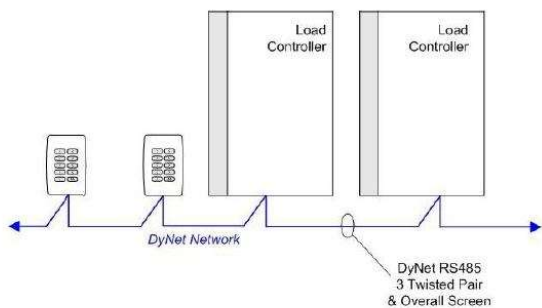 Load
Controller
Load
Controller
DyNet Network
DyNet RS485
3 Twisted Pair
& Overall Screen